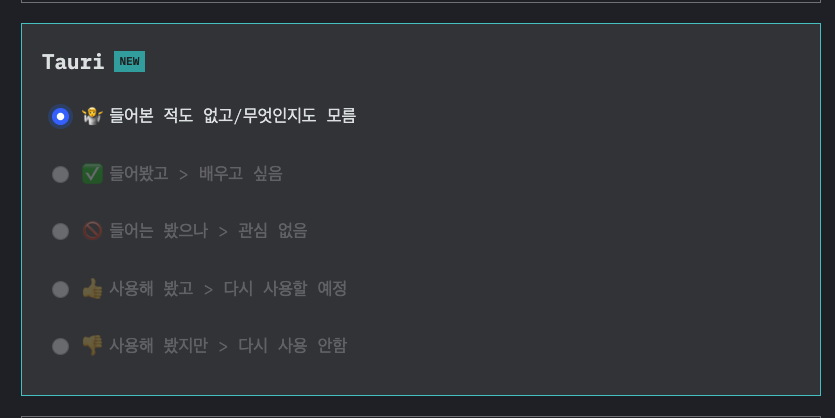 Tauri NEW
🤷 들어본 적도 없고/무엇인지도 모름
✅ 들어봤고 > 배우고 싶음
🚫 들어는 봤으나 > 관심 없음
👍 사용해 봤고 > 다시 사용할 예정
👎 사용해 봤지만 > 다시 사용 안함